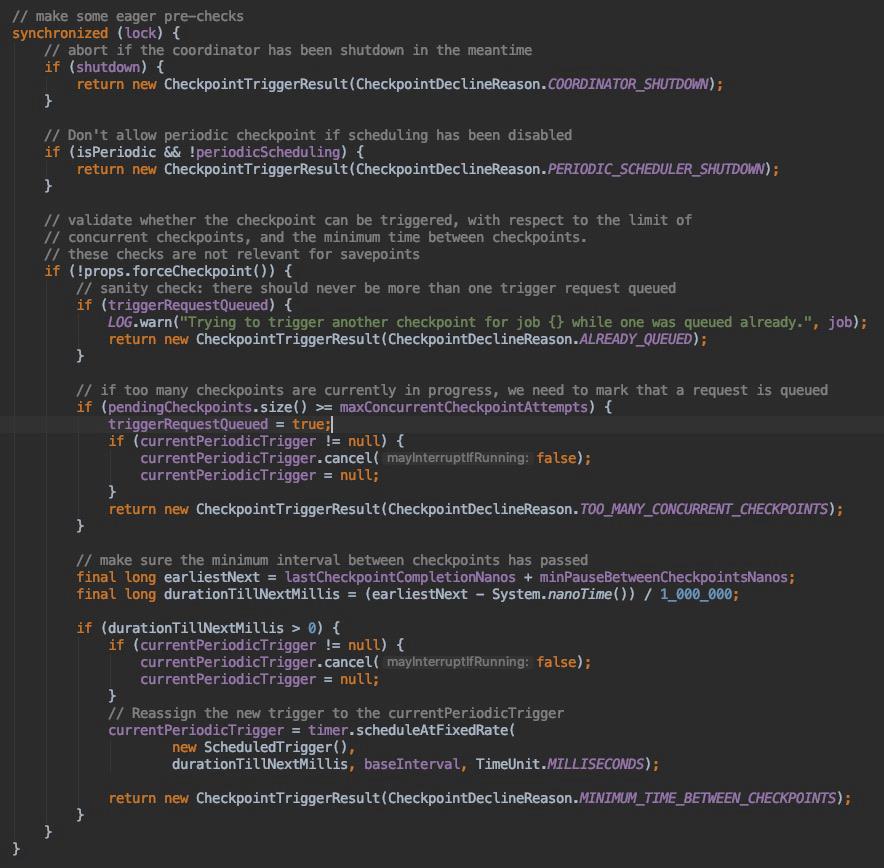 // make some eager pre-checks
synchronized (lock) {
// abort if the coordinator has been shutdown in the meantime
if (shutdown) {
return new CheckpointTriggerResult(CheckpointDeclineReason.COORDINATOR_SHUTDOWN);
}
// Don't allow periodic checkpoint if scheduling has been disabled
if (isPeriodic && !periodicScheduling) {
return new CheckpointTriggerResult(CheckpointDeclineReason.PERIODIC_SCHEDULER_SHUTDOWN);
}
// validate whether the checkpoint can be triggered, with respect to the limit of
// concurrent checkpoints, and the minimum time between checkpoints.
// these checks are not relevant for savepoints
if (!props.forceCheckpoint()) {
// sanity check: there should never be more than one trigger request queued
if (triggerRequestQueued) {
LOG.warn("Trying to trigger another checkpoint for job {} while one was queued already.", job);
return new CheckpointTriggerResult(CheckpointDeclineReason.ALREADY_QUEUED);
}
// if too many checkpoints are currently in progress, we need to mark that a request is queued
if (pendingCheckpoints.size() >= maxConcurrentCheckpointAttempts) {
triggerRequestQueued = true;
if (currentPeriodicTrigger != null) {
currentPeriodicTrigger.cancel( mayInterruptIfRunning: false);
currentPeriodicTrigger = null;
}
return new CheckpointTriggerResult(CheckpointDeclineReason.TOO_MANY_CONCURRENT_CHECKPOINTS);
}
// make sure the minimum interval between checkpoints has passed
final long earliestNext = lastCheckpointCompletionNanos + minPauseBetweenCheckpointsNanos;
final long durationTillNextMillis = (earliestNext - System.nanoTime()) / 1_000_000;
if (durationTillNextMillis > 0) {
if (currentPeriodicTrigger != null) {
currentPeriodicTrigger.cancel( mayInterruptIfRunning: false);
currentPeriodicTrigger = null;
}
// Reassign the new trigger to the currentPeriodicTrigger
currentPeriodicTrigger = timer.scheduleAtFixedRate(
new ScheduledTrigger(),
durationTillNextMillis, baseInterval, TimeUnit.MILLISECONDS);
return new CheckpointTriggerResult(CheckpointDeclineReason.MINIMUM_TIME_BETWEEN_CHECKPOINTS);
}
}
}